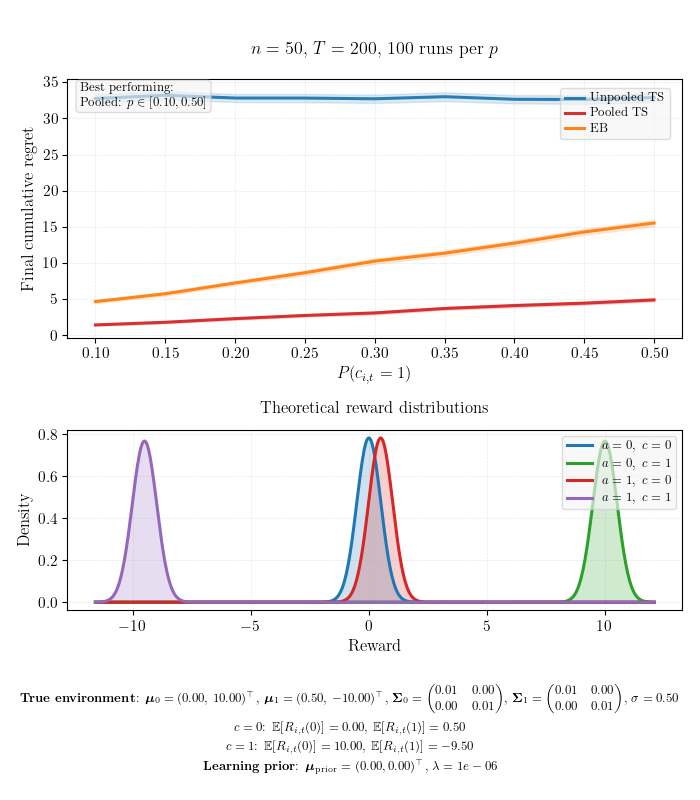 n = 50, T = 200, 100 runs per p
Best performing:
Pooled: p ∈ [0.10, 0.50]
Unpooled TS
Pooled TS
EB
Final cumulative regret
35
30
25
20
15
10
5
0
0.10 0.15 0.20 0.25 0.30 0.35 0.40 0.45 0.50
P(c_{i,t} = 1)
Theoretical reward distributions
a = 0, c = 0
a = 0, c = 1
a = 1, c = 0
a = 1, c = 1
Density
0.8
0.6
0.4
0.2
0.0
−10 −5 0 5 10
Reward
True environment: μ₀ = (0.00, 10.00)^⊤, μ₁ = (0.50, −10.00)^⊤, Σ₀ = (0.01 0.00 0.00 0.01), Σ₁ = (0.01 0.00 0.00 0.01), σ = 0.50
c = 0: 𝔼[R_{i,t}(0)] = 0.00, 𝔼[R_{i,t}(1)] = 0.50
c = 1: 𝔼[R_{i,t}(0)] = 10.00, 𝔼[R_{i,t}(1)] = −9.50
Learning prior: μ_prior = (0.00, 0.00)^⊤, λ = 1e − 06